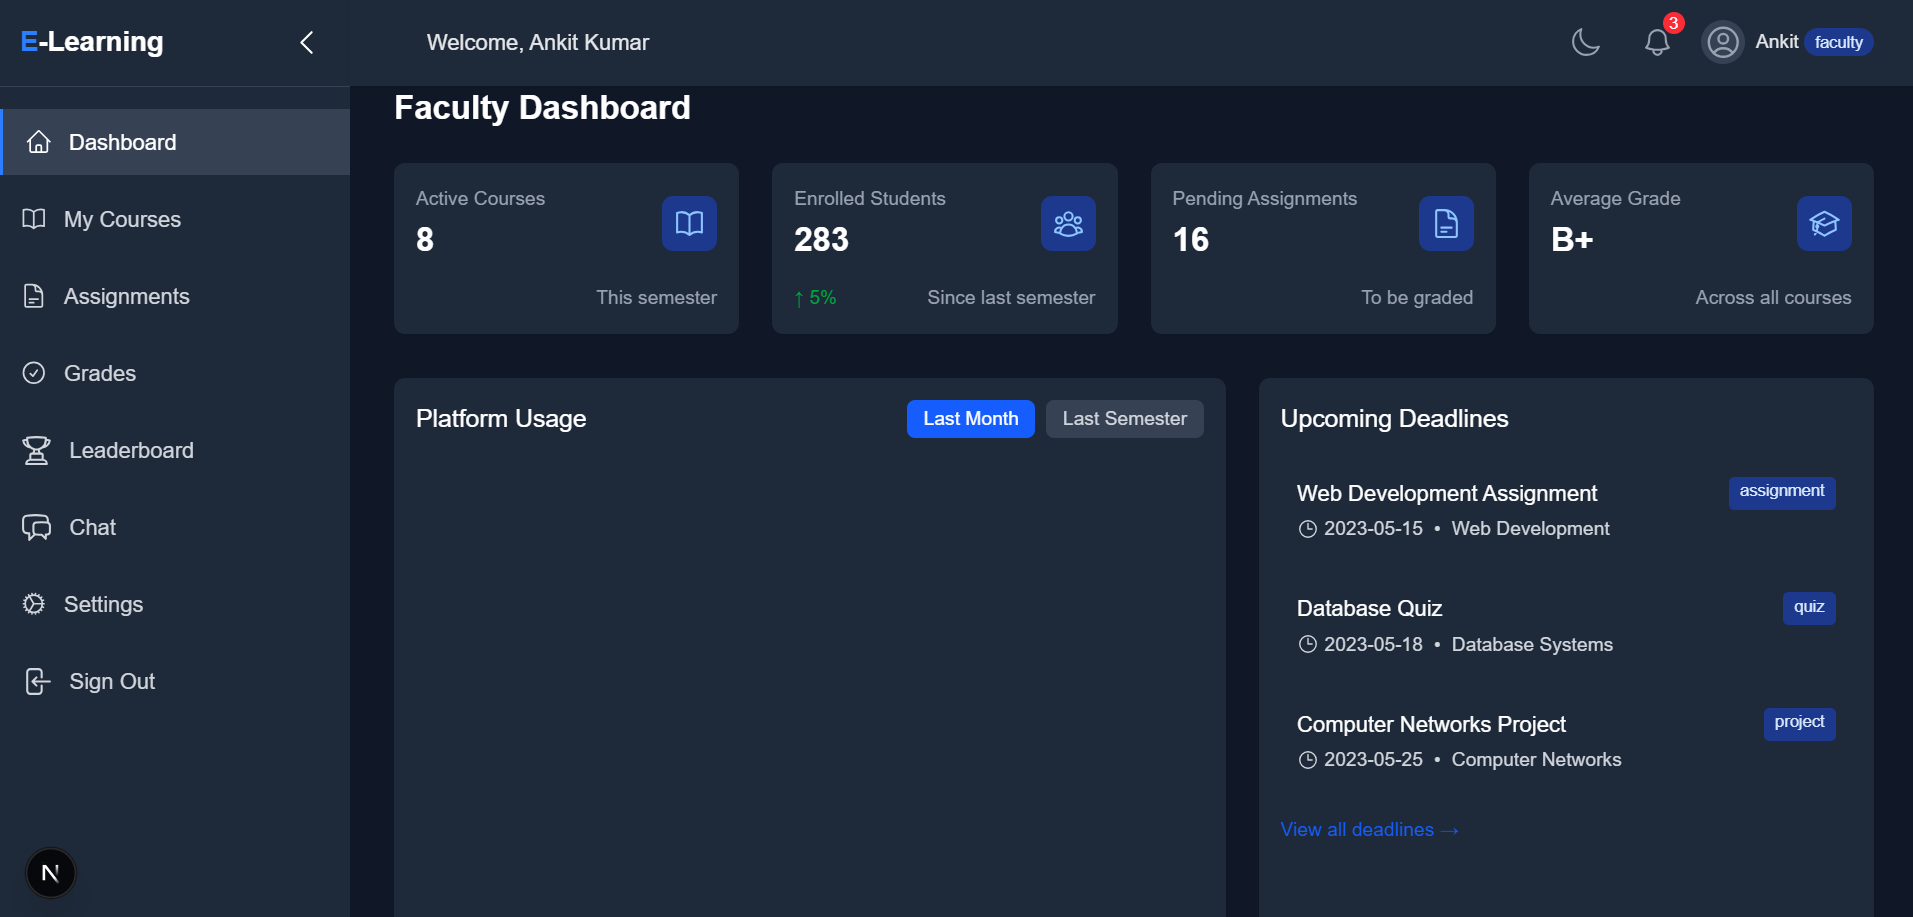 E-Learning
Welcome, Ankit Kumar
3
Ankit faculty
Dashboard
My Courses
Assignments
Grades
Leaderboard
Chat
Settings
Sign Out
N
Faculty Dashboard
Active Courses
8
This semester
Enrolled Students
283
↑ 5% Since last semester
Pending Assignments
16
To be graded
Average Grade
B+
Across all courses
Platform Usage
Last Month Last Semester
Upcoming Deadlines
Web Development Assignment assignment
2023-05-15 • Web Development
Database Quiz quiz
2023-05-18 • Database Systems
Computer Networks Project project
2023-05-25 • Computer Networks
View all deadlines →